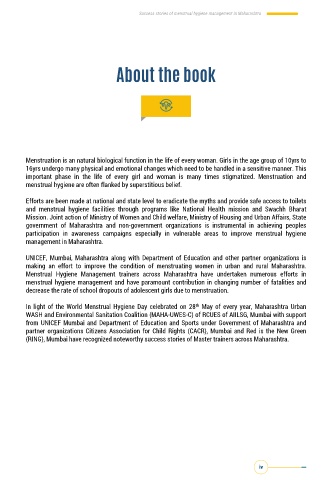 Success stories of menstrual hygiene management in Maharashtra
About the book
Menstruation is an natural biological function in the life of every woman. Girls in the age group of 10yrs to
16yrs undergo many physical and emotional changes which need to be handled in a sensitive manner. This
important phase in the life of every girl and woman is many times stigmatized. Menstruation and
menstrual hygiene are often flanked by superstitious belief.
Efforts are been made at national and state level to eradicate the myths and provide safe access to toilets
and menstrual hygiene facilities through programs like National Health mission and Swachh Bharat
Mission. Joint action of Ministry of Women and Child welfare, Ministry of Housing and Urban Affairs, State
government of Maharashtra and non-government organizations is instrumental in achieving peoples
participation in awareness campaigns especially in vulnerable areas to improve menstrual hygiene
management in Maharashtra.
UNICEF, Mumbai, Maharashtra along with Department of Education and other partner organizations is
making an effort to improve the condition of menstruating women in urban and rural Maharashtra.
Menstrual Hygiene Management trainers across Maharashtra have undertaken numerous efforts in
menstrual hygiene management and have paramount contribution in changing number of fatalities and
decrease the rate of school dropouts of adolescent girls due to menstruation.
In light of the World Menstrual Hygiene Day celebrated on 28th May of every year, Maharashtra Urban
WASH and Environmental Sanitation Coalition (MAHA-UWES-C) of RCUES of AIILSG, Mumbai with support
from UNICEF Mumbai and Department of Education and Sports under Government of Maharashtra and
partner organizations Citizens Association for Child Rights (CACR), Mumbai and Red is the New Green
(RING), Mumbai have recognized noteworthy success stories of Master trainers across Maharashtra.
iv